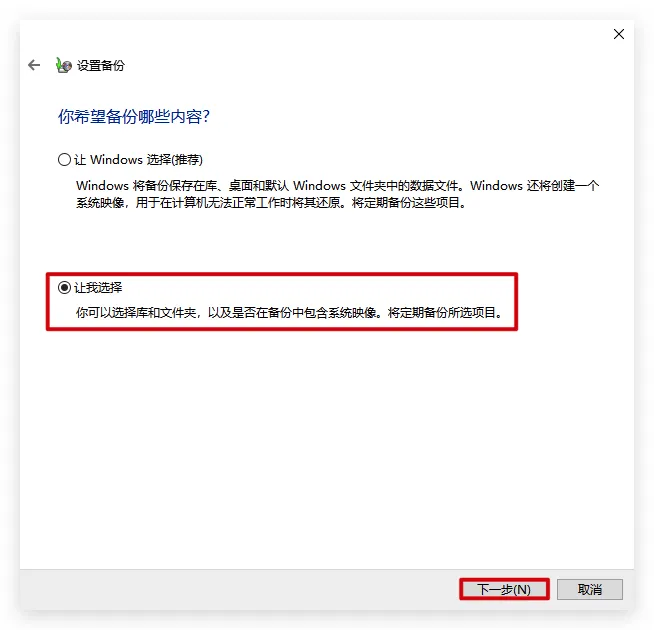 设置备份
你希望备份哪些内容?
让 Windows 选择(推荐)
Windows 将备份保存在库、桌面和默认 Windows 文件夹中的数据文件。Windows 还将创建一个
系统映像，用于在计算机无法正常工作时将其还原。将定期备份这些项目。
让我选择
你可以选择库和文件夹，以及是否在备份中包含系统映像。将定期备份所选项目。
下一步(N)
取消